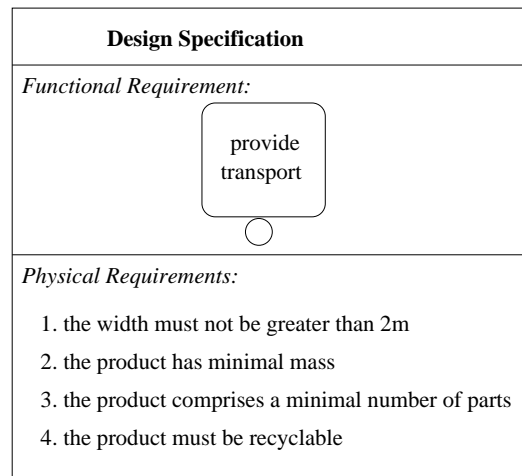 Design Specification
Functional Requirement:
provide
transport
Physical Requirements:
1. the width must not be greater than 2m
2. the product has minimal mass
3. the product comprises a minimal number of parts
4. the product must be recyclable